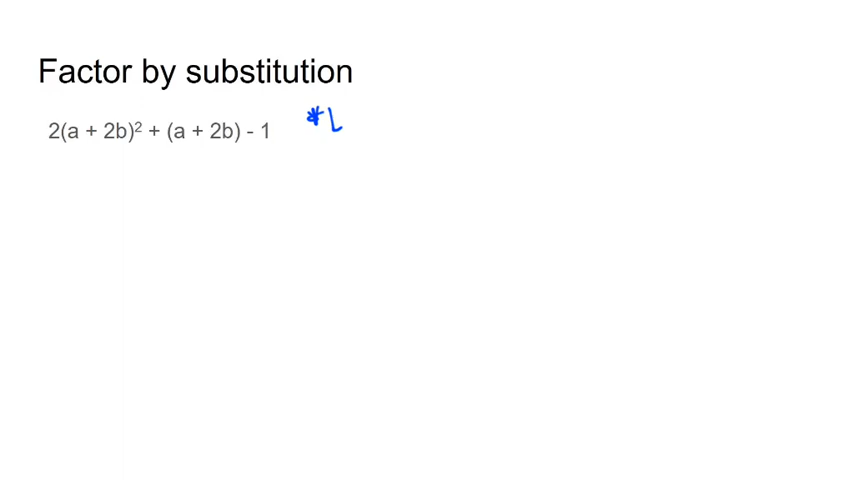 Factor by substitution
2(a + 2b)² + (a + 2b) - 1 *L